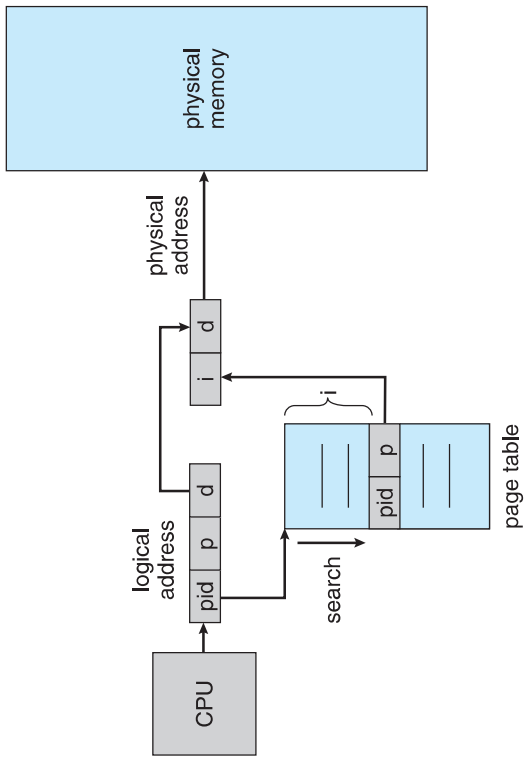 CPU
logical
address
pid
p
d
physical
address
i
d
physical
memory
search
pid
p
i
page table